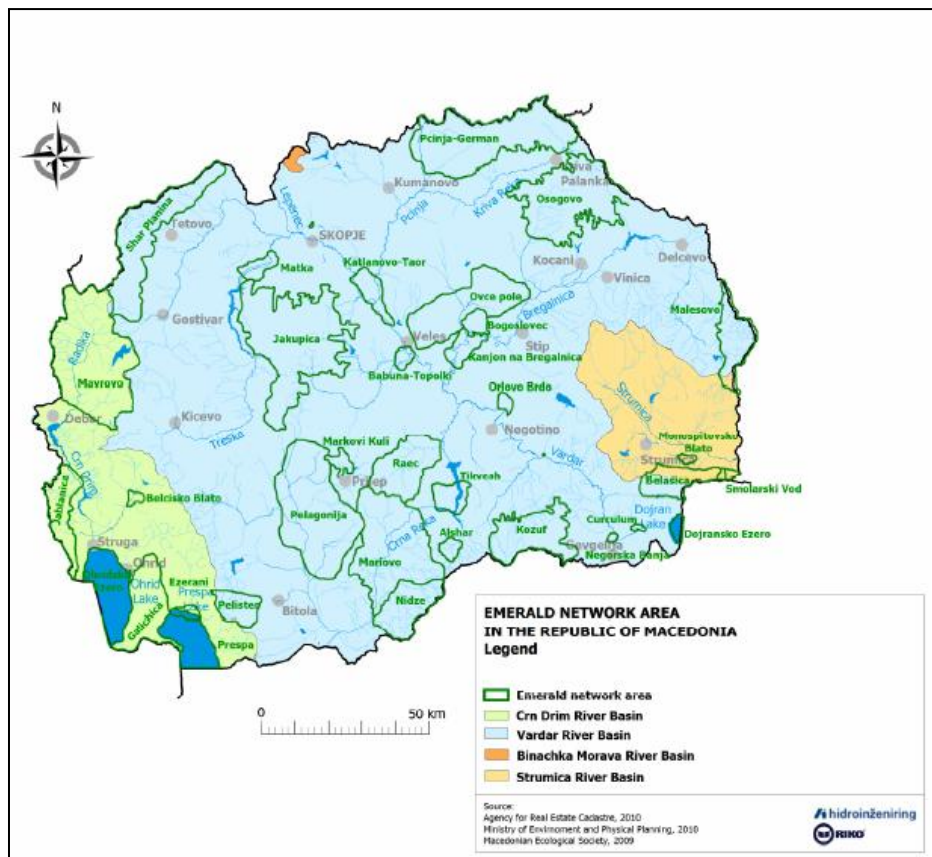 N
Pcinja-German
Kumanovo
Pcinja
Kriva Reka
Palanka
Osogovo
Lepenec
Shar Planina
Tetovo
SKOPJE
Matka
Katlanovo-Taor
Kocani
Delcevo
Vinica
Ovce pole
Bregalnica
Malesevo
Gostivar
Jakupica
Veles
Bogoslovec
Stip
Kanjon na Bregalnica
Babuna-Topolki
Radika
Mavrovo
Orlovo Brdo
Strumica
Debar
Kicevo
Treska
Negotino
Vardar
Monospitovsko
Blato
Strumica
Markovi Kuli
Raec
Tikvesh
Prilep
Belasica
Smolarski Vod
Crn Drim
Jablanica
Belcisko Blato
Pelagonija
Crna Reka
Alshar
Kozuf
Curculum
Dojran
Lake
Dojransko Ezero
Gevgelija
Negorska Banja
Struga
Ohrid
Ezero
Ohrid
Lake
Ezerani
Prespa
Lake
Galichica
Pelister
Bitola
Mariovo
Nidze
Prespa
0 50 km
EMERALD NETWORK AREA
IN THE REPUBLIC OF MACEDONIA
Legend
Emerald network area
Crn Drim River Basin
Vardar River Basin
Binachka Morava River Basin
Strumica River Basin
Source:
Agency for Real Estate Cadastre, 2010
Ministry of Envirnoment and Physical Planning, 2010
Macedonian Ecological Society, 2009
hidroinženiring
RIKO